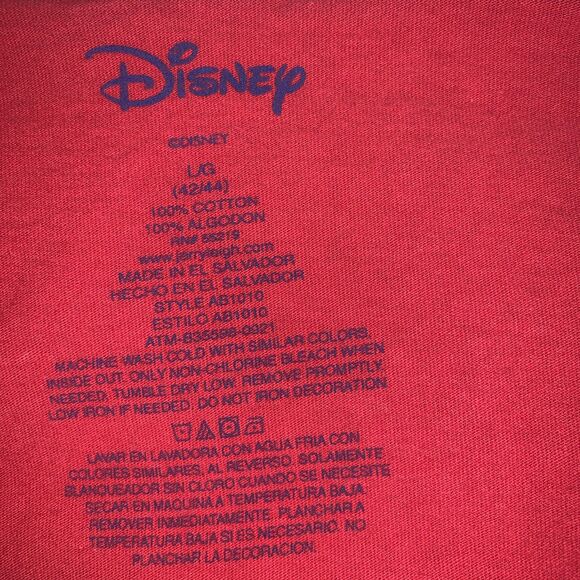 Disney
©DISNEY
L/G
(42/44)
100% COTTON
100% ALGODON
RN# 55219
www.jerryleigh.com
MADE IN EL SALVADOR
HECHO EN EL SALVADOR
STYLE AB1010
ESTILO AB1010
ATM-B35598-0921
MACHINE WASH COLD WITH SIMILAR COLORS,
INSIDE OUT. ONLY NON-CHLORINE BLEACH WHEN
NEEDED. TUMBLE DRY LOW. REMOVE PROMPTLY.
LOW IRON IF NEEDED. DO NOT IRON DECORATION
LAVAR EN LAVADORA CON AGUA FRIA CON
COLORES SIMILARES, AL REVERSO. SOLAMENTE
BLANQUEADOR SIN CLORO CUANDO SE NECESITE
SECAR EN MAQUINA A TEMPERATURA BAJA
REMOVER INMEDIATAMENTE. PLANCHAR A
TEMPERATURA BAJA SI ES NECESARIO. NO
PLANCHAR LA DECORACION.